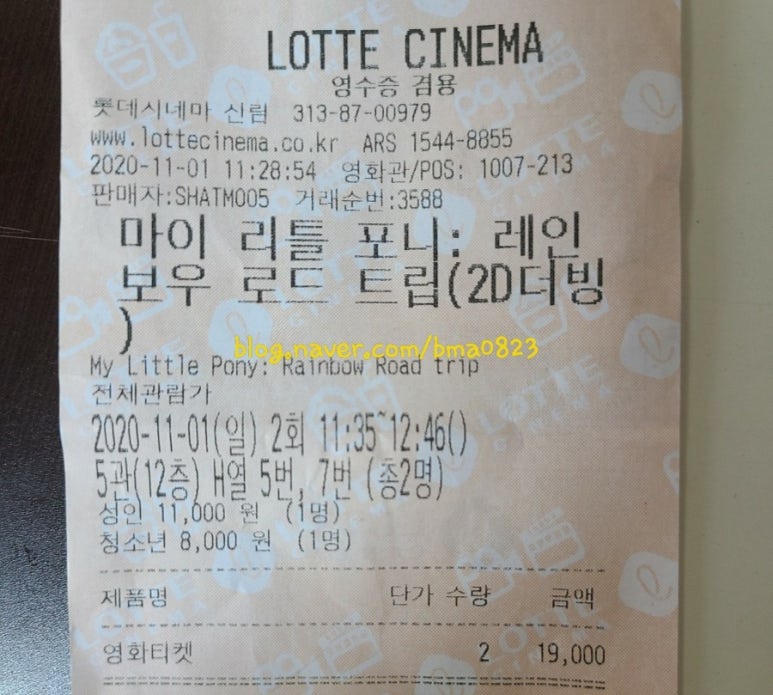 LOTTE CINEMA
영수증 겸용
롯데시네마 신림 313-87-00979
www.lottecinema.co.kr ARS 1544-8855
2020-11-01 11:28:54 영화관/POS: 1007-213
판매자:SHATM005 거래순번:3588
마이 리틀 포니: 레인
보우 로드 트립(2D더빙
)
blog.naver.com/bma0823
My Little Pony: Rainbow Road trip
전체관람가
2020-11-01(일) 2회 11:35~12:46()
5관(12층) H열 5번, 7번 (총2명)
성인 11,000 원 (1명)
청소년 8,000 원 (1명)
제품명 단가 수량 금액
영화티켓 2 19,000